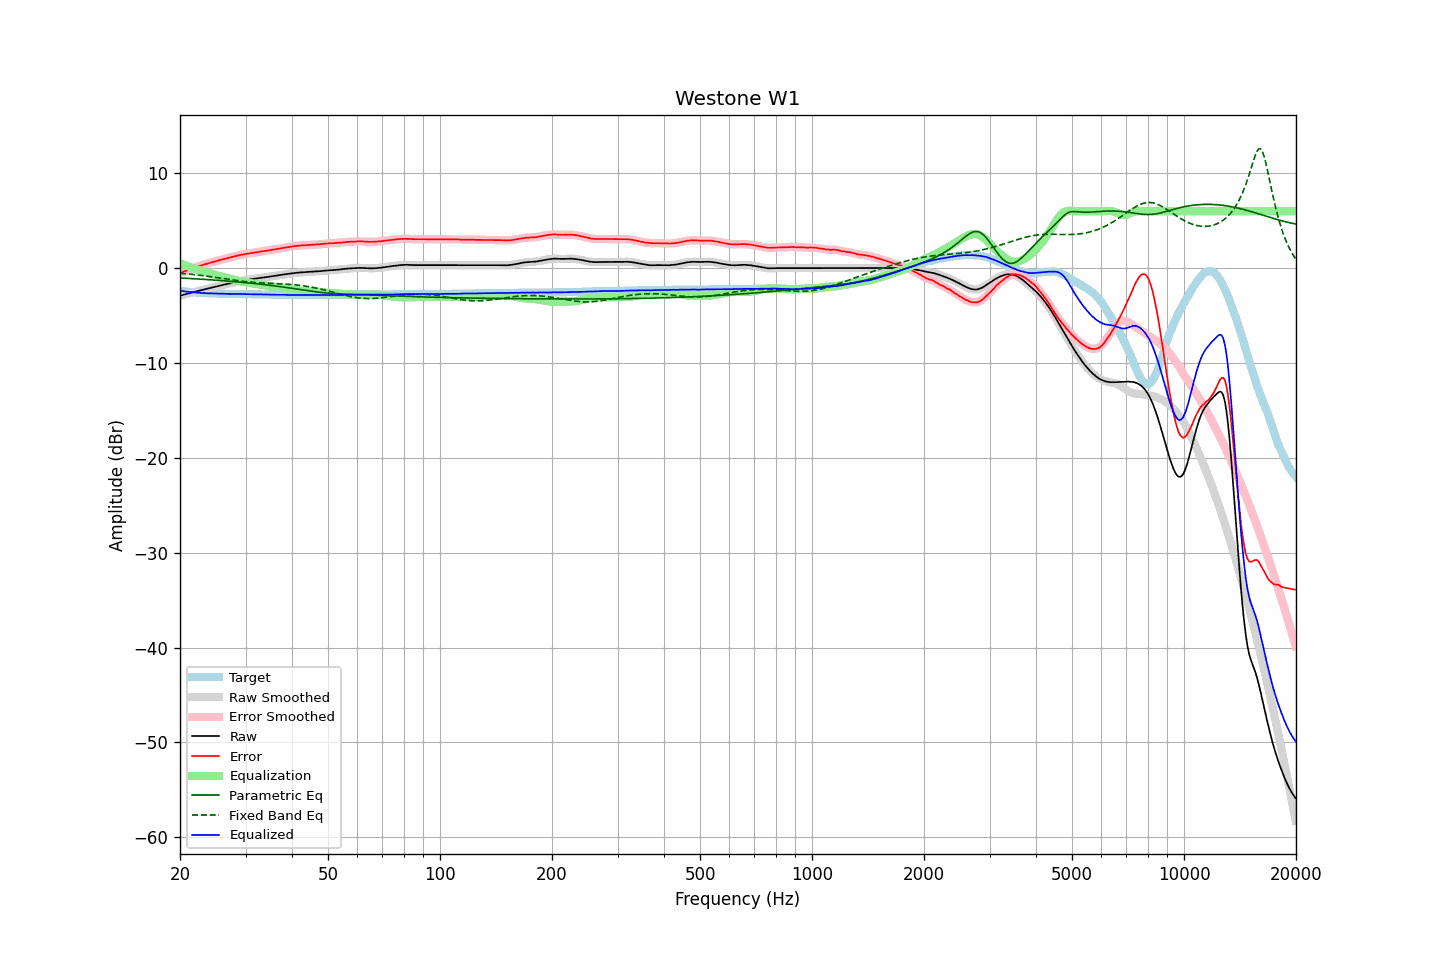 Westone W1
10
0
−10
−20
−30
−40
−50
−60
Amplitude (dBr)
Target
Raw Smoothed
Error Smoothed
Raw
Error
Equalization
Parametric Eq
Fixed Band Eq
Equalized
20 50 100 200 500 1000 2000 5000 10000 20000
Frequency (Hz)